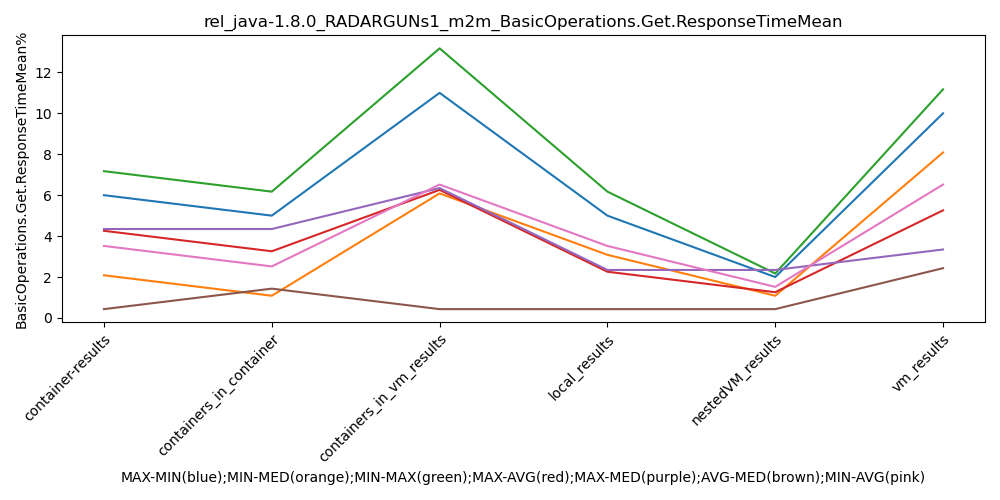 rel_java-1.8.0_RADARGUNs1_m2m_BasicOperations.Get.ResponseTimeMean
BasicOperations.Get.ResponseTimeMean%
12
10
8
6
4
2
0
container-results
containers_in_container
containers_in_vm_results
local_results
nestedVM_results
vm_results
MAX-MIN(blue);MIN-MED(orange);MIN-MAX(green);MAX-AVG(red);MAX-MED(purple);AVG-MED(brown);MIN-AVG(pink)